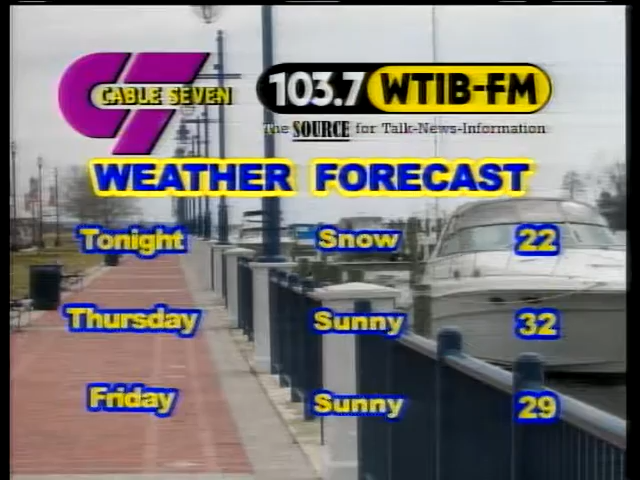 C7
CABLE SEVEN
103.7 WTIB-FM
The SOURCE for Talk-News-Information
WEATHER FORECAST
Tonight Snow 22
Thursday Sunny 32
Friday Sunny 29